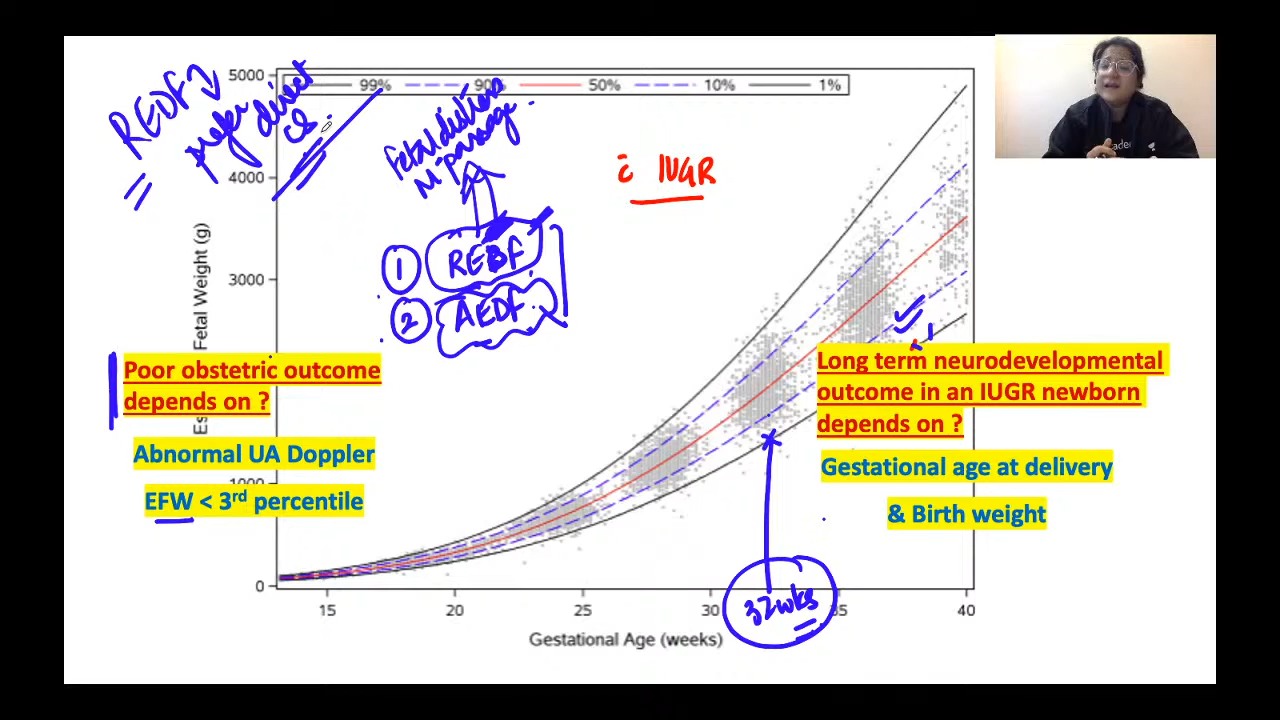 REDF
prefer direct
cs.
5000
99%
90%
50%
10%
1%
Fetal
M passage.
4000
c̄ IUGR
1 REDF
2 AEDF
3000
Fetal Weight (g)
Es
Poor obstetric outcome
depends on ?
Abnormal UA Doppler
EFW < 3rd percentile
Long term neurodevelopmental
outcome in an IUGR newborn
depends on ?
Gestational age at delivery
& Birth weight
1000
0
32wks
15
20
25
30
35
40
Gestational Age (weeks)